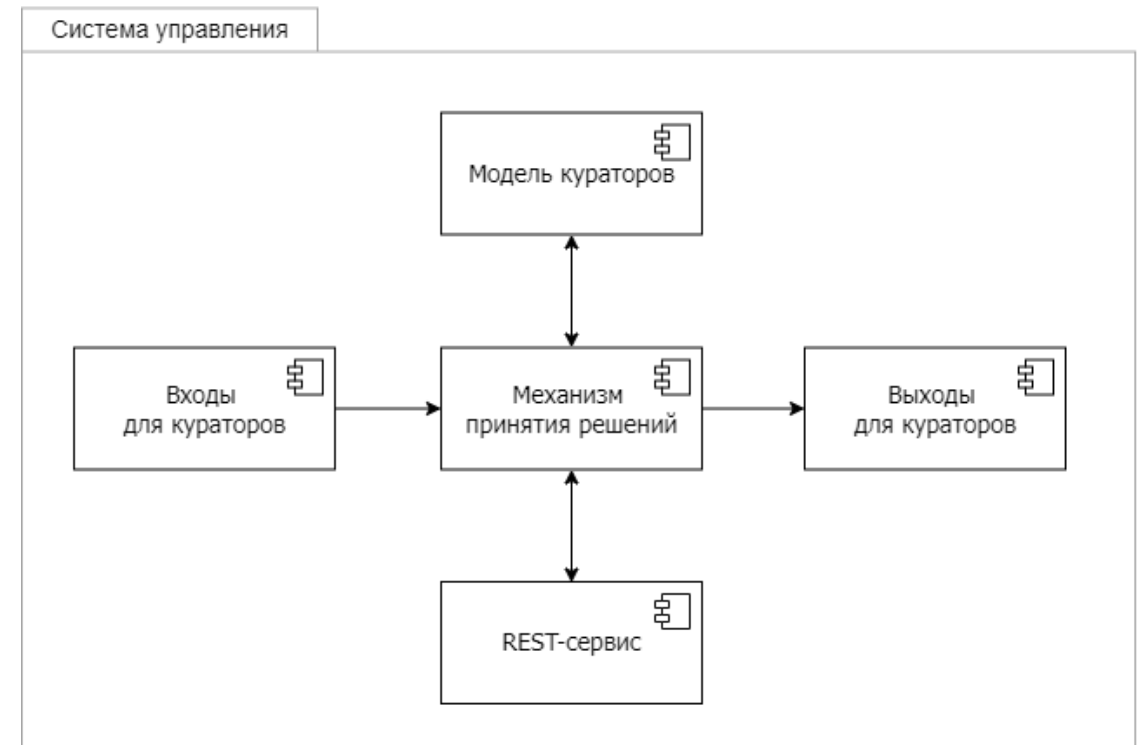 Система управления
Модель кураторов
Входы
для кураторов
Механизм
принятия решений
Выходы
для кураторов
REST-сервис